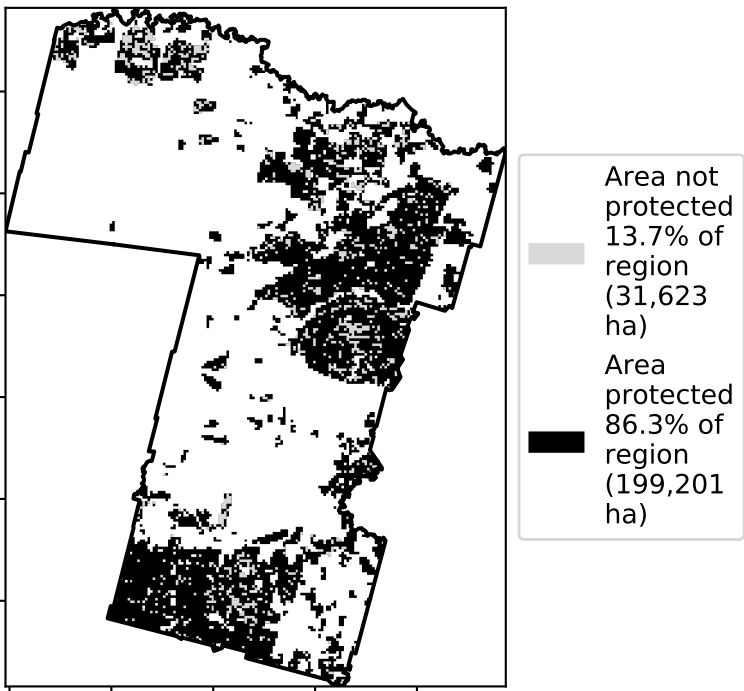 Area not
protected
13.7% of
region
(31,623
ha)
Area
protected
86.3% of
region
(199,201
ha)